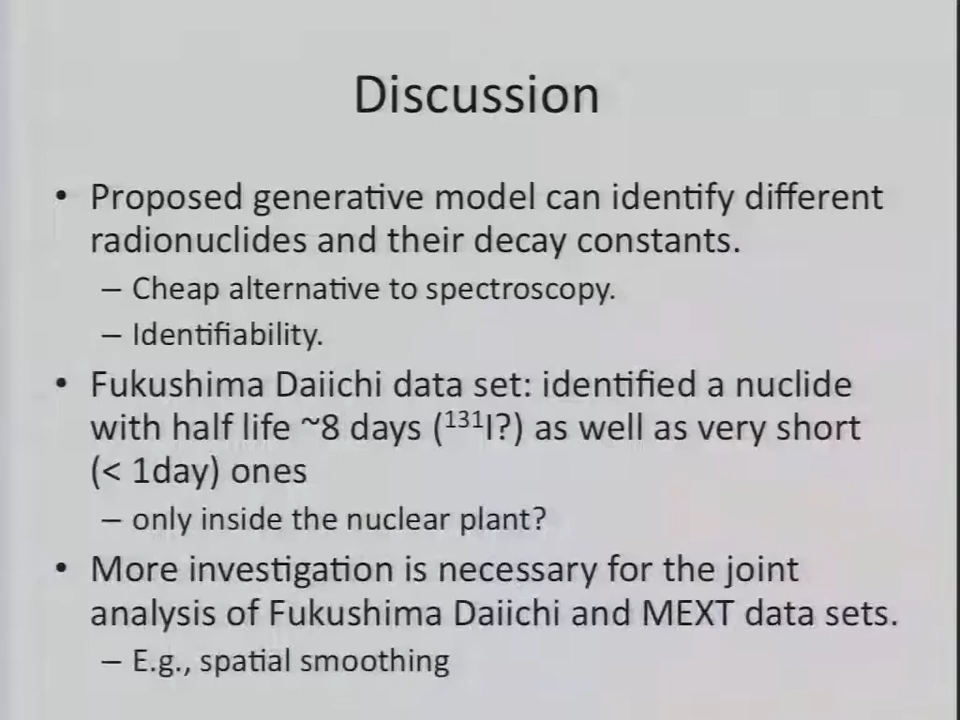 Discussion
• Proposed generative model can identify different
radionuclides and their decay constants.
– Cheap alternative to spectroscopy.
– Identifiability.
• Fukushima Daiichi data set: identified a nuclide
with half life ~8 days (¹³¹I?) as well as very short
(< 1day) ones
– only inside the nuclear plant?
• More investigation is necessary for the joint
analysis of Fukushima Daiichi and MEXT data sets.
– E.g., spatial smoothing